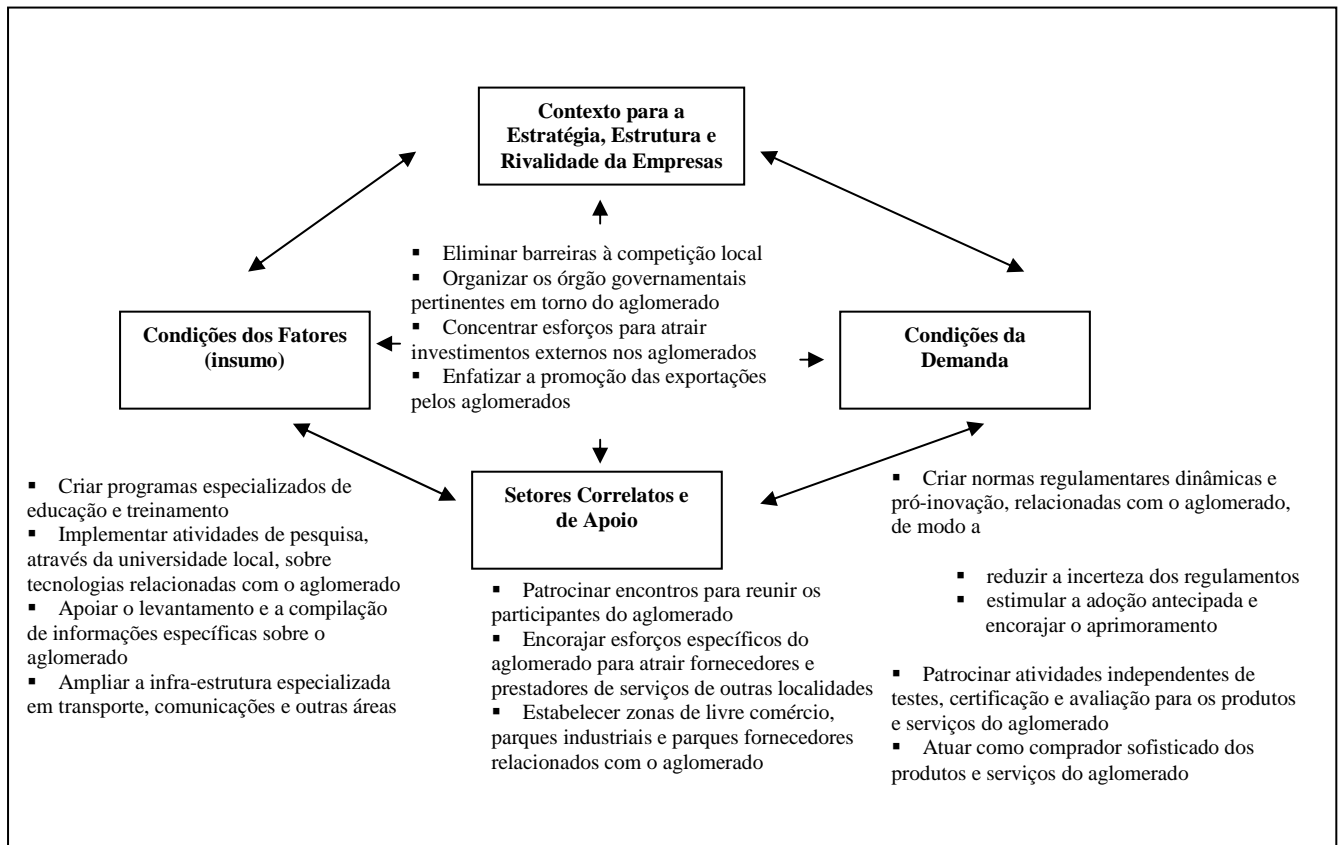 Contexto para a
Estratégia, Estrutura e
Rivalidade da Empresas
▪ Eliminar barreiras à competição local
▪ Organizar os órgão governamentais
pertinentes em torno do aglomerado
▪ Concentrar esforços para atrair
investimentos externos nos aglomerados
▪ Enfatizar a promoção das exportações
pelos aglomerados
Condições dos Fatores
(insumo)
Condições da
Demanda
▪ Criar programas especializados de
educação e treinamento
▪ Implementar atividades de pesquisa,
através da universidade local, sobre
tecnologias relacionadas com o aglomerado
▪ Apoiar o levantamento e a compilação
de informações específicas sobre o
aglomerado
▪ Ampliar a infra-estrutura especializada
em transporte, comunicações e outras áreas
Setores Correlatos e
de Apoio
▪ Patrocinar encontros para reunir os
participantes do aglomerado
▪ Encorajar esforços específicos do
aglomerado para atrair fornecedores e
prestadores de serviços de outras localidades
▪ Estabelecer zonas de livre comércio,
parques industriais e parques fornecedores
relacionados com o aglomerado
▪ Criar normas regulamentares dinâmicas e
pró-inovação, relacionadas com o aglomerado,
de modo a
▪ reduzir a incerteza dos regulamentos
▪ estimular a adoção antecipada e
encorajar o aprimoramento
▪ Patrocinar atividades independentes de
testes, certificação e avaliação para os produtos
e serviços do aglomerado
▪ Atuar como comprador sofisticado dos
produtos e serviços do aglomerado